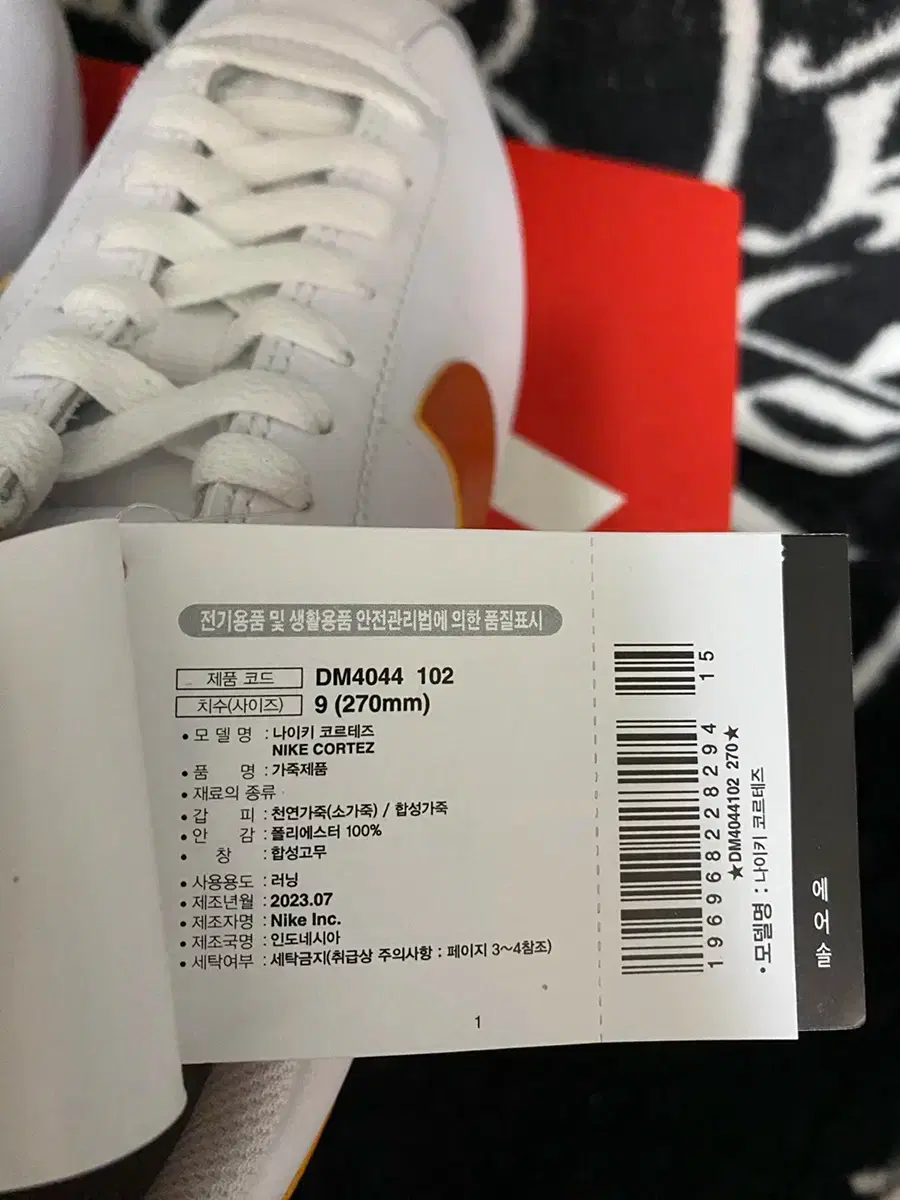 전기용품 및 생활용품 안전관리법에 의한 품질표시
제품 코드 DM4044 102
치수(사이즈) 9 (270mm)
• 모 델 명 : 나이키 코르테즈
NIKE CORTEZ
• 품 명 : 가죽제품
• 재료의 종류
• 갑 피 : 천연가죽(소가죽) / 합성가죽
• 안 감 : 폴리에스터 100%
• 창 : 합성고무
• 사용용도 : 러닝
• 제조년월 : 2023.07
• 제조자명 : Nike Inc.
• 제조국명 : 인도네시아
• 세탁여부 : 세탁금지(취급상 주의사항 : 페이지 3~4참조)
1
15
196968228294
★DM4044102 270★
• 모델명 : 나이키 코르테즈
에어솔